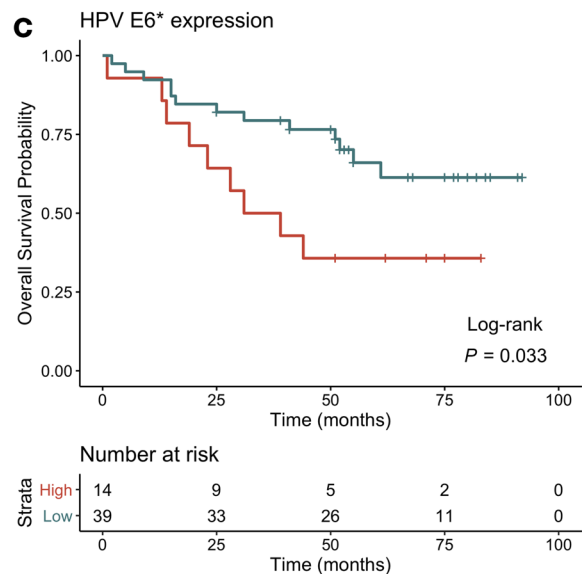 C HPV E6* expression
Overall Survival Probability
1.00
0.75
0.50
0.25
0.00
Log-rank
P = 0.033
0 25 50 75 100
Time (months)
Number at risk
Strata
High 14 9 5 2 0
Low 39 33 26 11 0
0 25 50 75 100
Time (months)